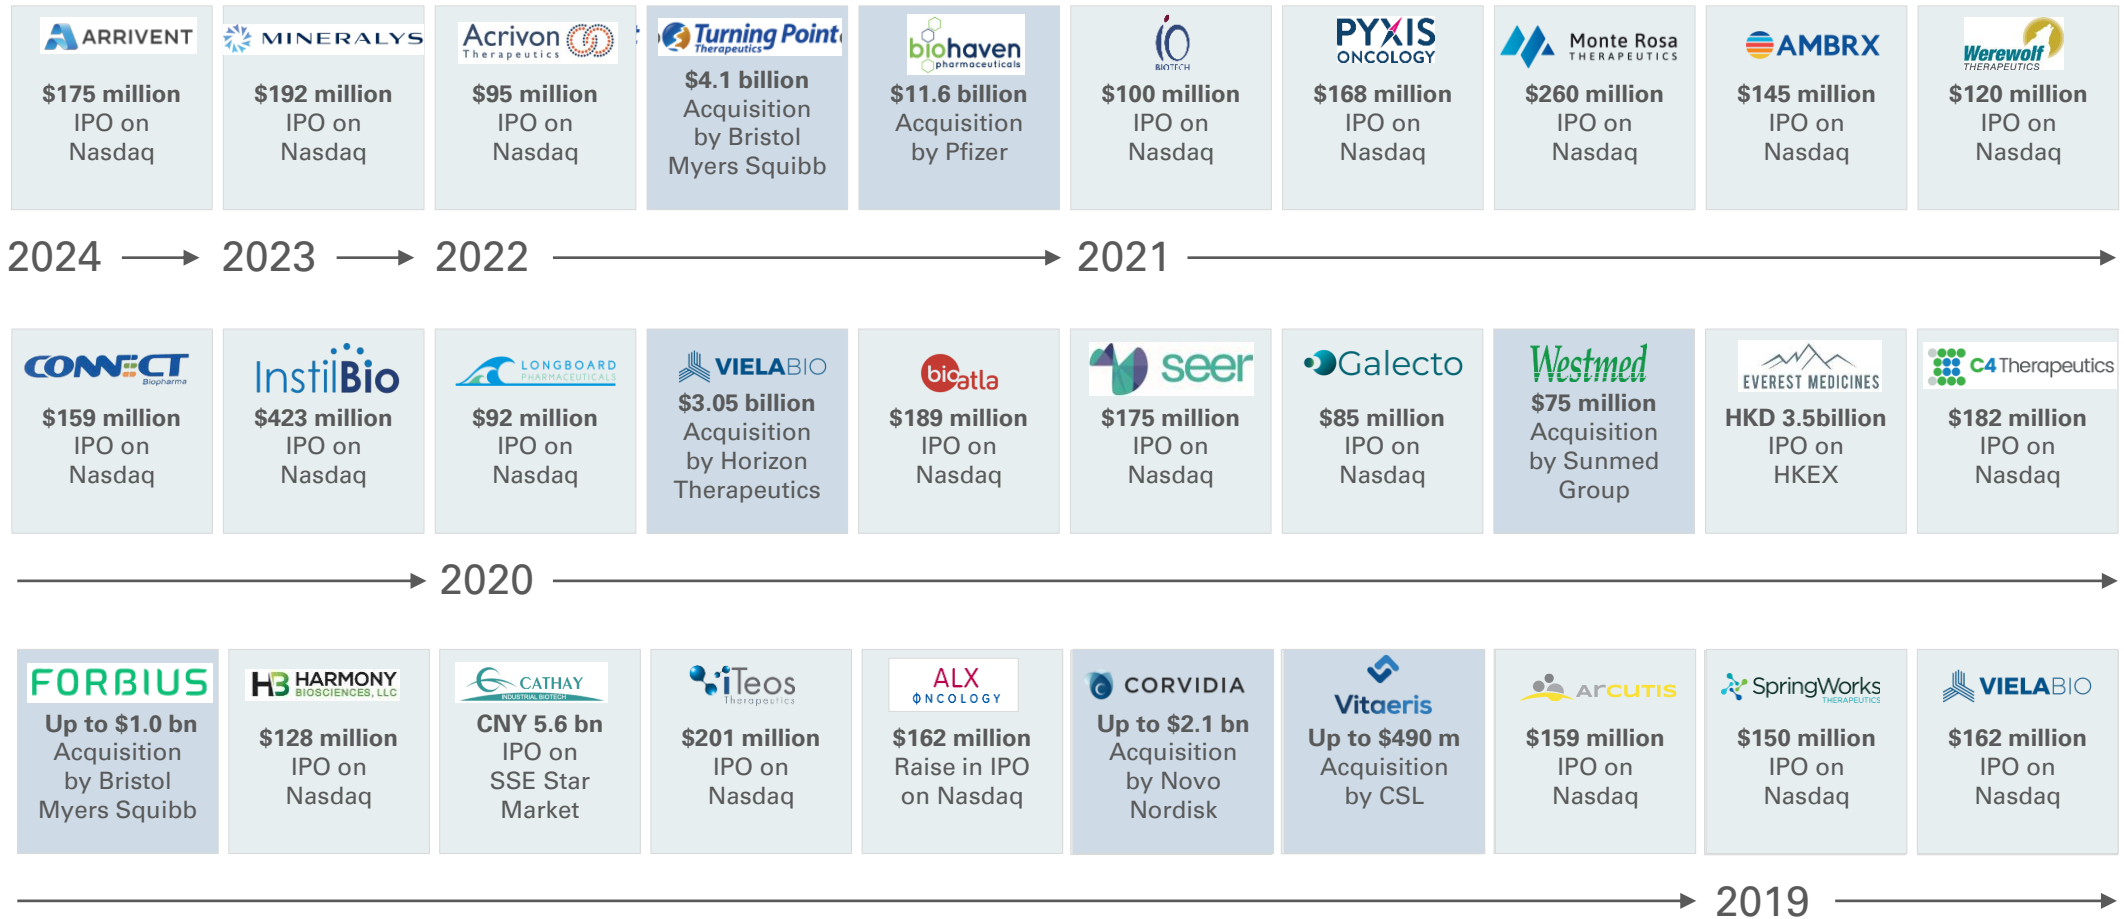 ARRIVENT
$175 million
IPO on
Nasdaq
MINERALYS
$192 million
IPO on
Nasdaq
Acrivon
Therapeutics
$95 million
IPO on
Nasdaq
Turning Point
Therapeutics
$4.1 billion
Acquisition
by Bristol
Myers Squibb
biohaven
pharmaceuticals
$11.6 billion
Acquisition
by Pfizer
iO
BIOTECH
$100 million
IPO on
Nasdaq
PYXIS
ONCOLOGY
$168 million
IPO on
Nasdaq
Monte Rosa
THERAPEUTICS
$260 million
IPO on
Nasdaq
AMBRX
$145 million
IPO on
Nasdaq
Werewolf
THERAPEUTICS
$120 million
IPO on
Nasdaq
2024
2023
2022
2021
CONNECT
Biopharma
$159 million
IPO on
Nasdaq
InstilBio
$423 million
IPO on
Nasdaq
LONGBOARD
PHARMACEUTICALS
$92 million
IPO on
Nasdaq
VIELABIO
$3.05 billion
Acquisition
by Horizon
Therapeutics
bioatla
$189 million
IPO on
Nasdaq
seer
$175 million
IPO on
Nasdaq
Galecto
$85 million
IPO on
Nasdaq
Westmed
$75 million
Acquisition
by Sunmed
Group
EVEREST MEDICINES
HKD 3.5billion
IPO on
HKEX
C4 Therapeutics
$182 million
IPO on
Nasdaq
2020
FORBIUS
Up to $1.0 bn
Acquisition
by Bristol
Myers Squibb
HB HARMONY
BIOSCIENCES, LLC
$128 million
IPO on
Nasdaq
CATHAY
INDUSTRIAL BIOTECH
CNY 5.6 bn
IPO on
SSE Star
Market
iTeos
Therapeutics
$201 million
IPO on
Nasdaq
ALX
ONCOLOGY
$162 million
Raise in IPO
on Nasdaq
CORVIDIA
Up to $2.1 bn
Acquisition
by Novo
Nordisk
Vitaeris
Up to $490 m
Acquisition
by CSL
ArCUTIS
$159 million
IPO on
Nasdaq
SpringWorks
THERAPEUTICS
$150 million
IPO on
Nasdaq
VIELABIO
$162 million
IPO on
Nasdaq
2019